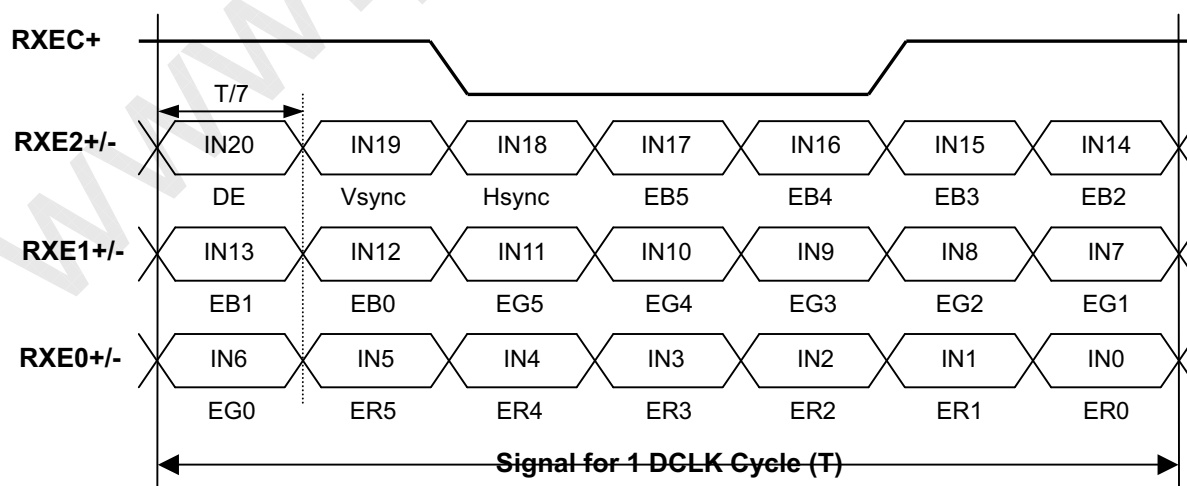 RXEC+
T/7
RXE2+/- IN20 IN19 IN18 IN17 IN16 IN15 IN14
DE Vsync Hsync EB5 EB4 EB3 EB2
RXE1+/- IN13 IN12 IN11 IN10 IN9 IN8 IN7
EB1 EB0 EG5 EG4 EG3 EG2 EG1
RXE0+/- IN6 IN5 IN4 IN3 IN2 IN1 IN0
EG0 ER5 ER4 ER3 ER2 ER1 ER0
Signal for 1 DCLK Cycle (T)